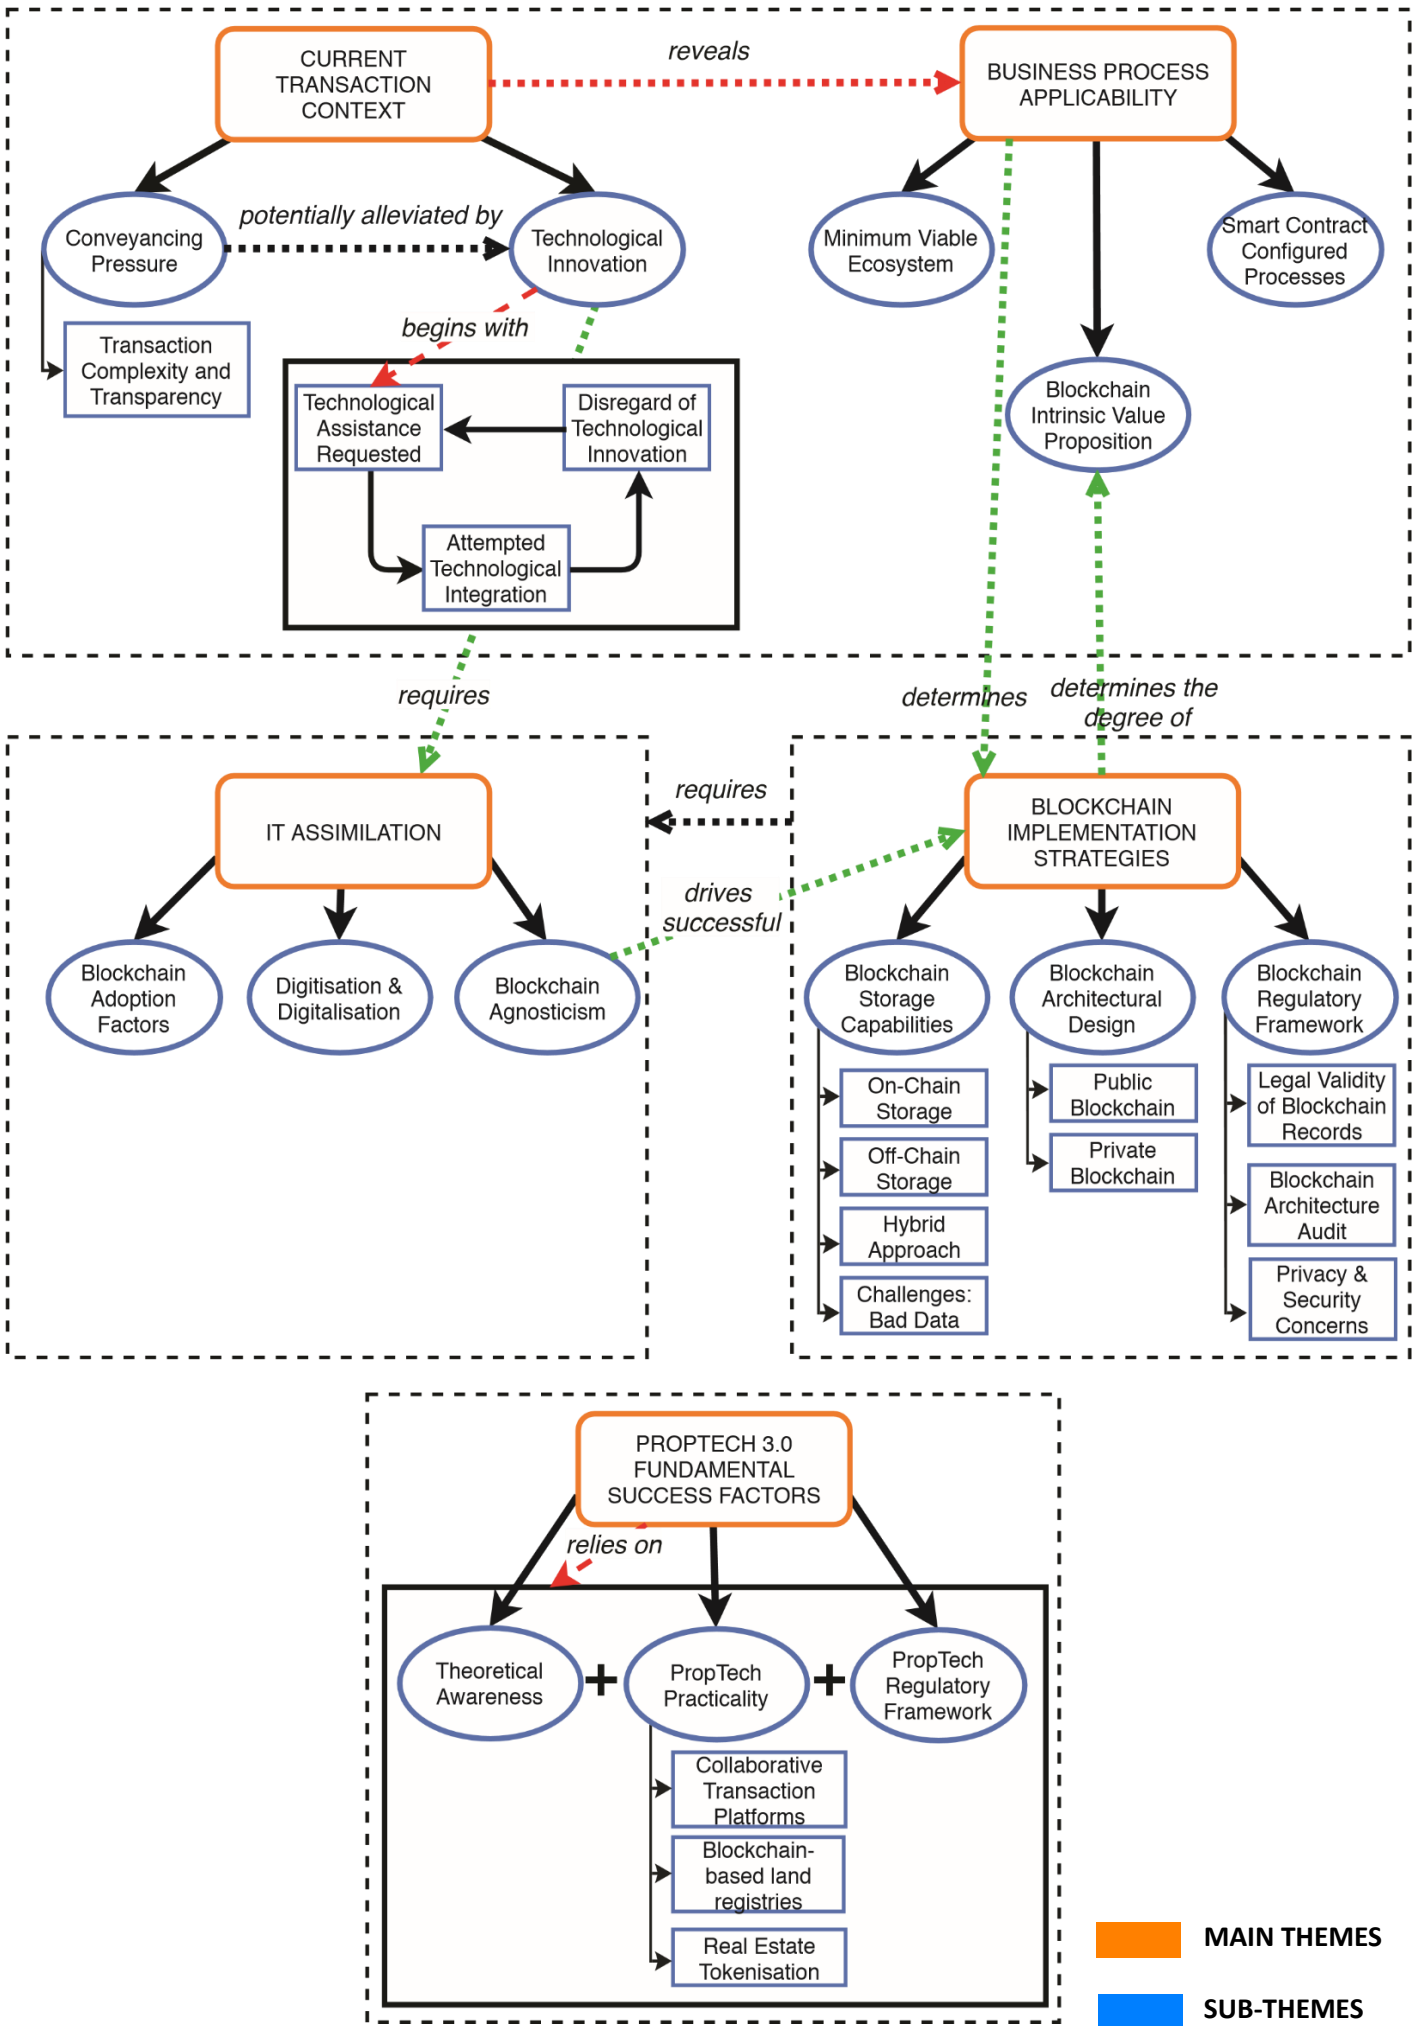 CURRENT
TRANSACTION
CONTEXT
reveals
BUSINESS PROCESS
APPLICABILITY
Conveyancing
Pressure
potentially alleviated by
Technological
Innovation
Minimum Viable
Ecosystem
Smart Contract
Configured
Processes
begins with
Transaction
Complexity and
Transparency
Blockchain
Intrinsic Value
Proposition
Technological
Assistance
Requested
Disregard of
Technological
Innovation
Attempted
Technological
Integration
requires
determines
determines the
degree of
IT ASSIMILATION
requires
BLOCKCHAIN
IMPLEMENTATION
STRATEGIES
drives
successful
Blockchain
Adoption
Factors
Digitisation &
Digitalisation
Blockchain
Agnosticism
Blockchain
Storage
Capabilities
Blockchain
Architectural
Design
Blockchain
Regulatory
Framework
On-Chain
Storage
Off-Chain
Storage
Hybrid
Approach
Challenges:
Bad Data
Public
Blockchain
Private
Blockchain
Legal Validity
of Blockchain
Records
Blockchain
Architecture
Audit
Privacy &
Security
Concerns
PROPTECH 3.0
FUNDAMENTAL
SUCCESS FACTORS
relies on
Theoretical
Awareness
+
PropTech
Practicality
+
PropTech
Regulatory
Framework
Collaborative
Transaction
Platforms
Blockchain-
based land
registries
Real Estate
Tokenisation
MAIN THEMES
SUB-THEMES